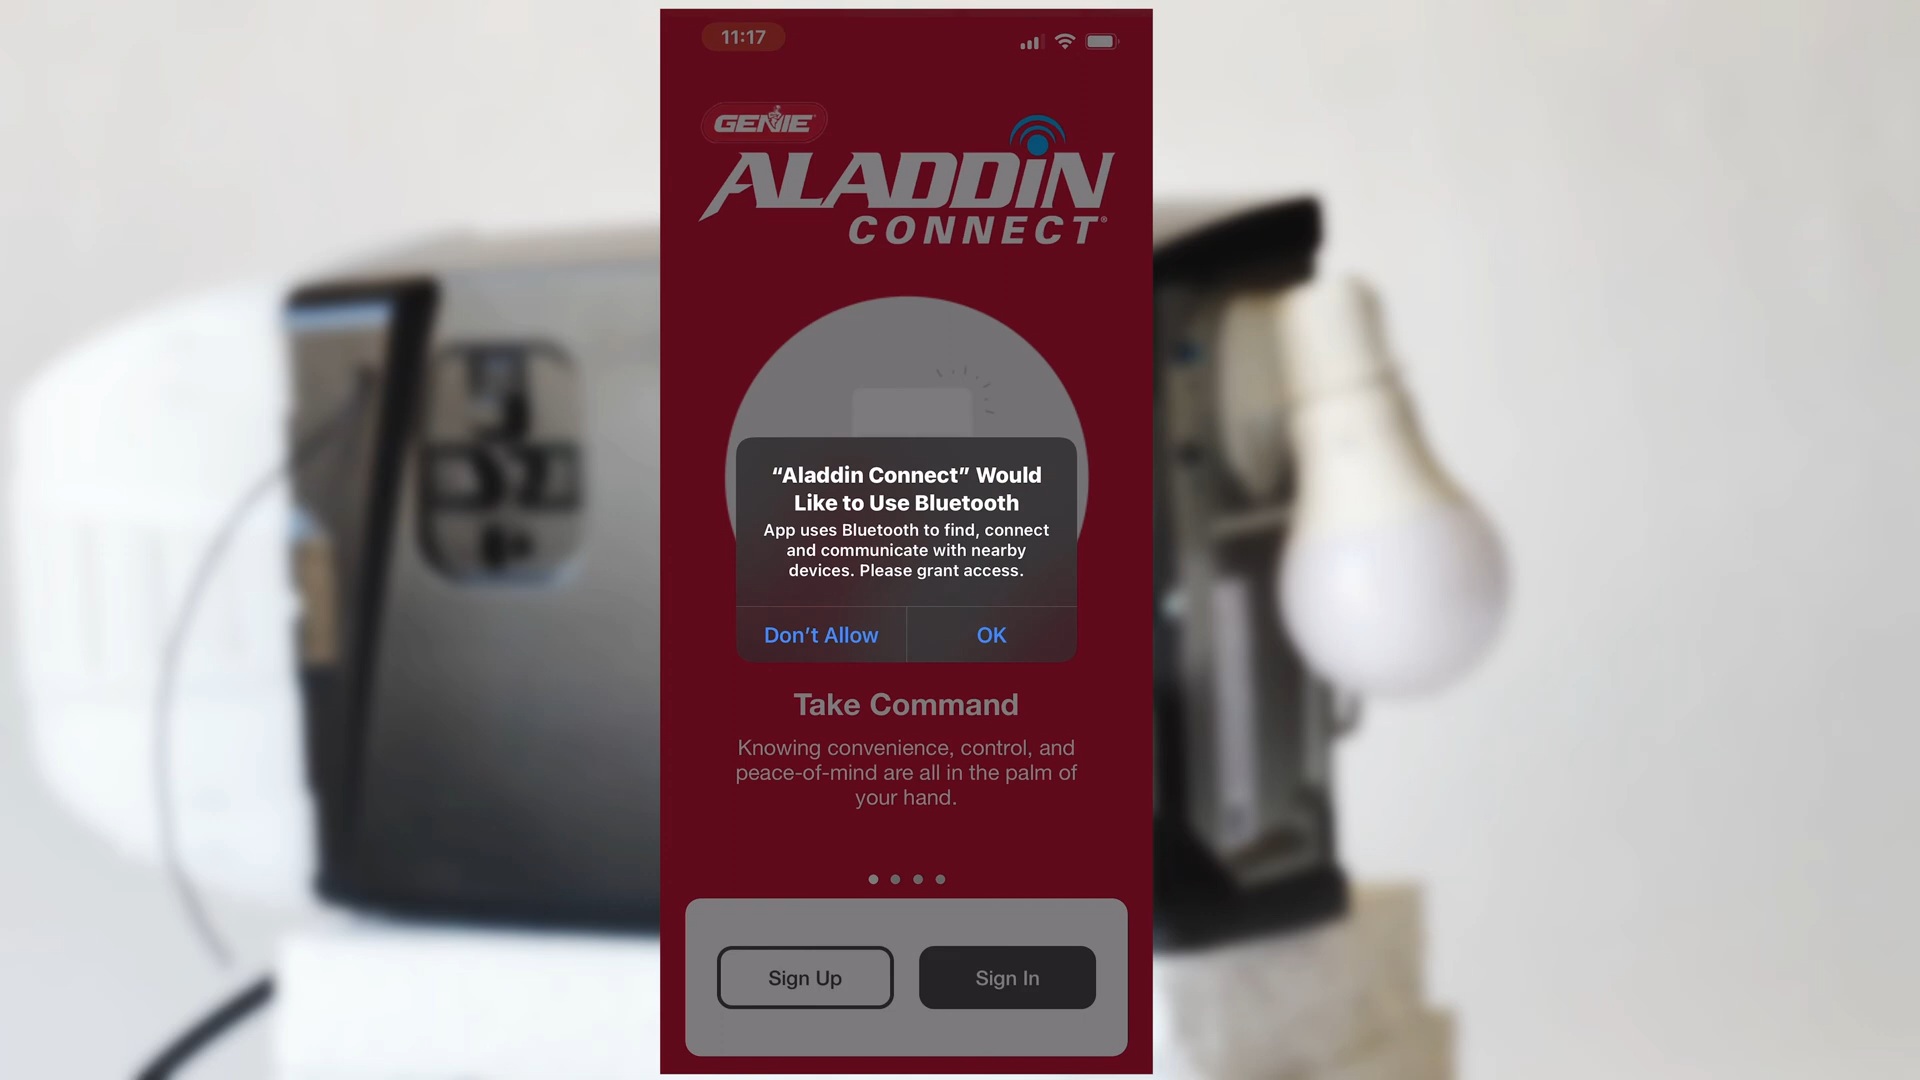 11:17
GENIE
ALADDIN
CONNECT®
“Aladdin Connect” Would
Like to Use Bluetooth
App uses Bluetooth to find, connect
and communicate with nearby
devices. Please grant access.
Don’t Allow
OK
Take Command
Knowing convenience, control, and
peace-of-mind are all in the palm of
your hand.
Sign Up
Sign In